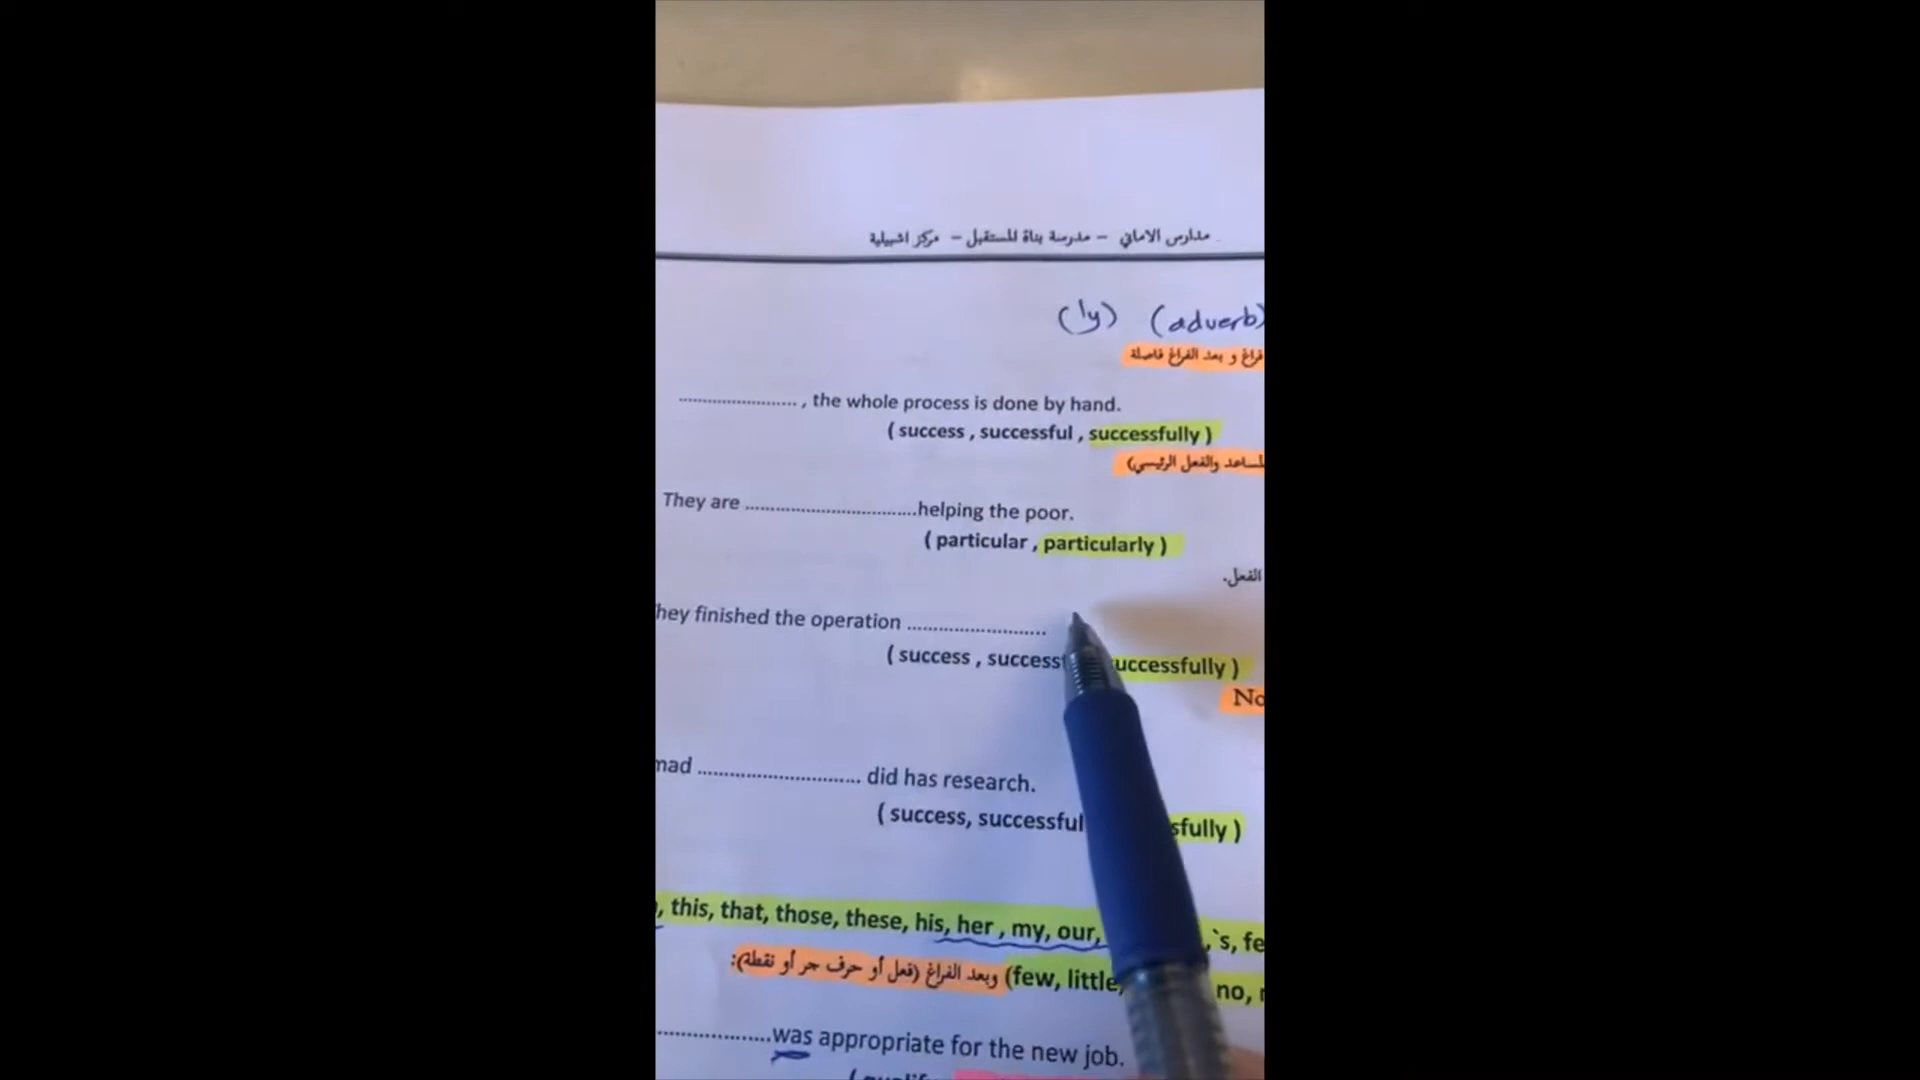 مدارس الاماني – مدرسة بناة المستقبل – مركز اشبيلية
(ly) (adverb)
فراغ و بعد الفراغ فاصلة
........................ , the whole process is done by hand.
( success , successful , successfully )
والفعل الرئيسي)
They are ..................................helping the poor.
( particular , particularly )
الفعل.
hey finished the operation ............................
( success , success uccessfully )
No
mad ................................ did has research.
( success, successful sfully )
, this, that, those, these, his, her , my, our, ,`s, fe
وبعد الفراغ (فعل أو حرف جر أو نقطة): (few, little, no,
.......................was appropriate for the new job.